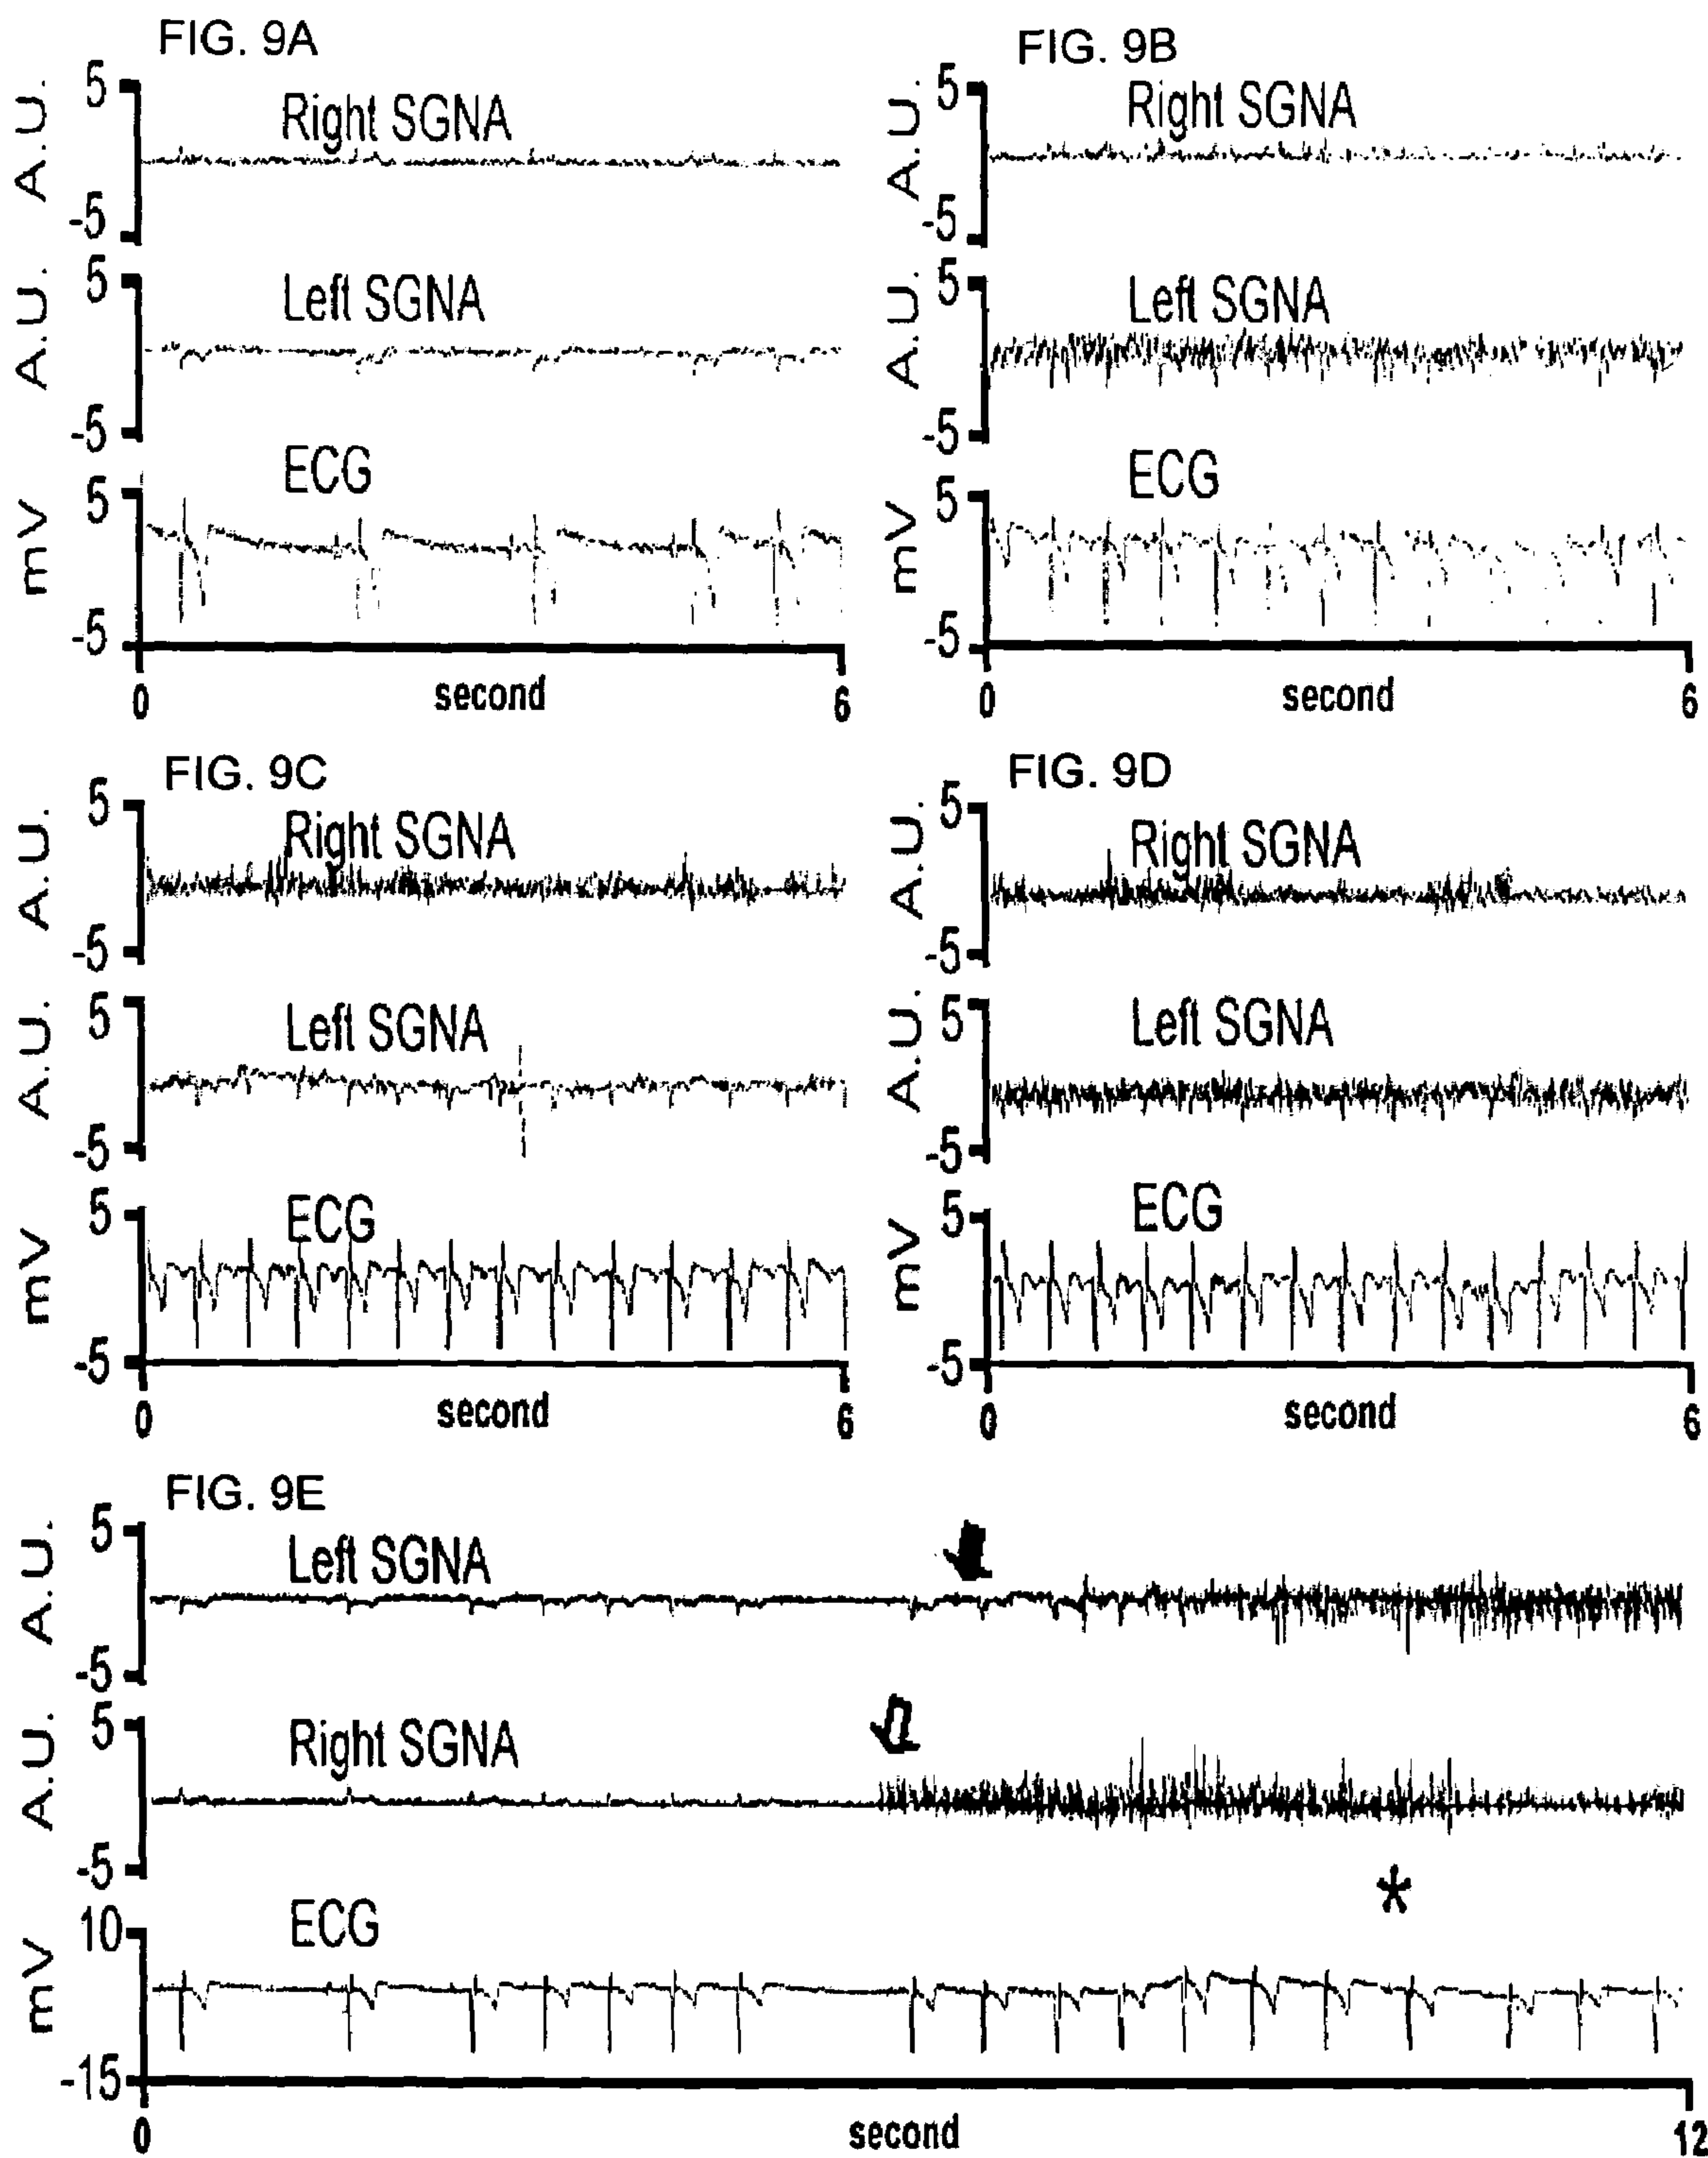 FIG. 9A
5
Right SGNA
A.U.
-5
5
Left SGNA
A.U.
-5
ECG
5
mV
-5
0
second
6
FIG. 9B
5
Right SGNA
A.U.
-5
5
Left SGNA
A.U.
-5
ECG
5
mV
-5
0
second
6
FIG. 9C
5
Right SGNA
A.U.
-5
5
Left SGNA
A.U.
-5
5
ECG
mV
-5
0
second
6
FIG. 9D
5
Right SGNA
A.U.
-5
5
Left SGNA
A.U.
-5
5
ECG
mV
-5
0
second
6
FIG. 9E
5
Left SGNA
A.U.
-5
5
Right SGNA
A.U.
-5
*
10
ECG
mV
-15
0
second
12